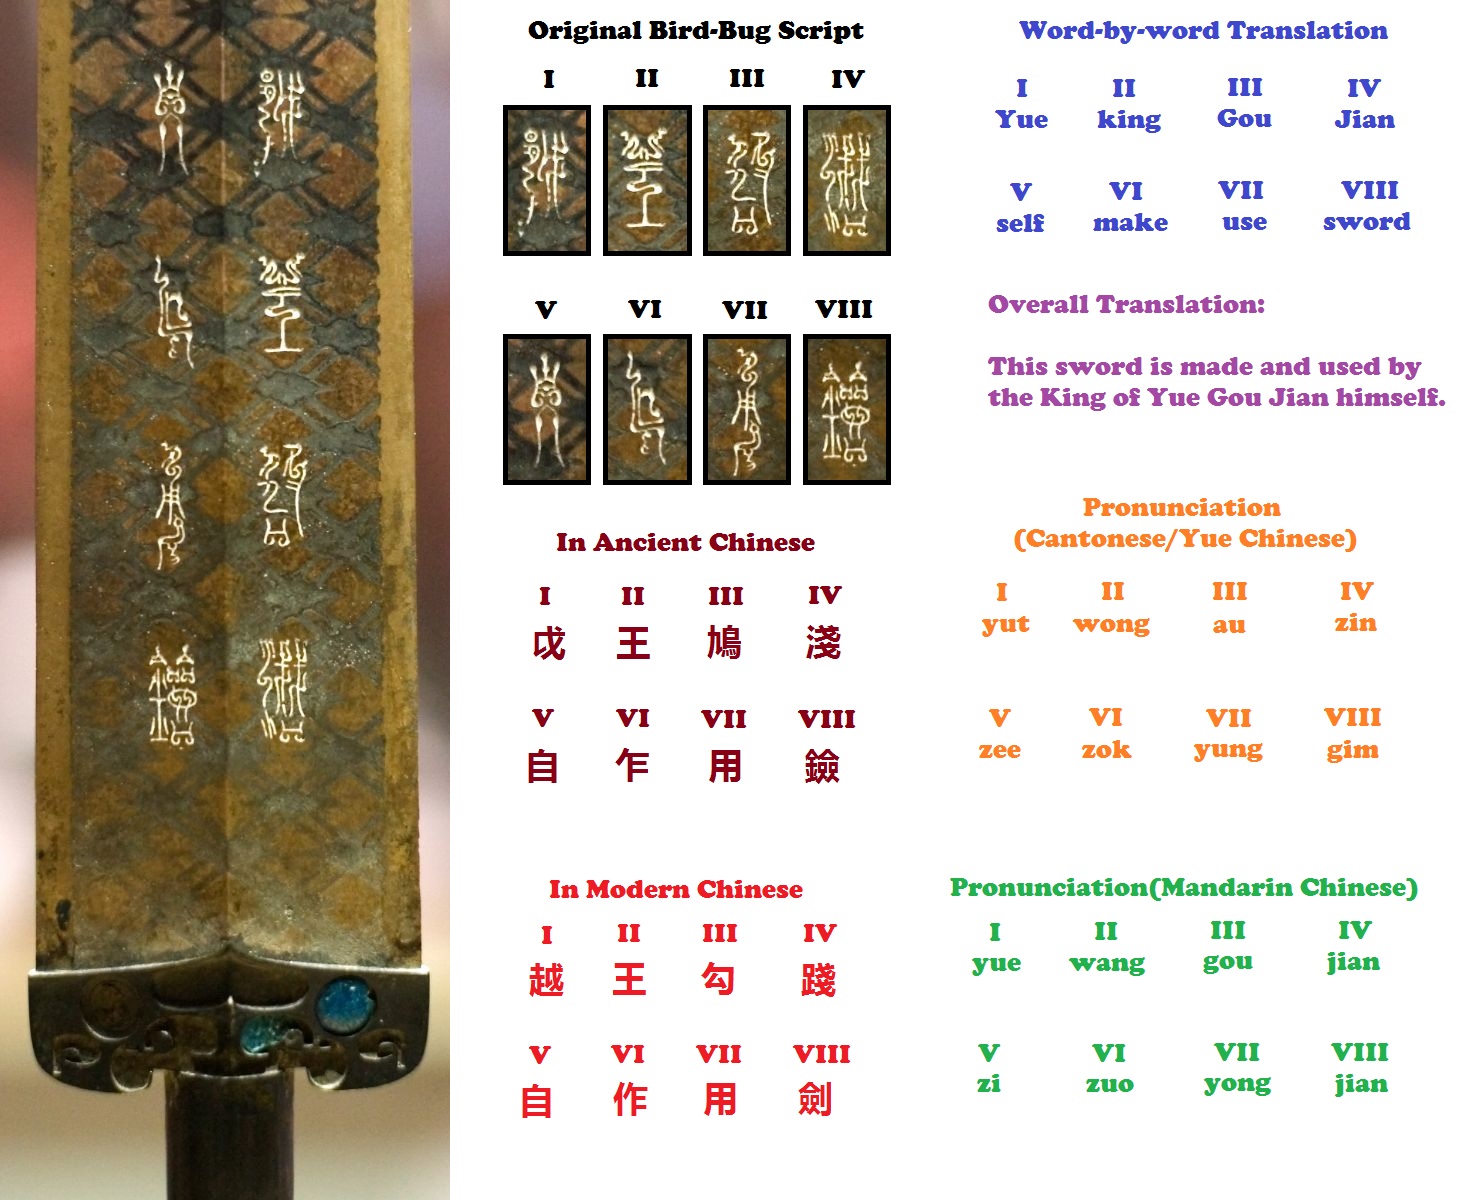 Original Bird-Bug Script
I II III IV
V VI VII VIII
In Ancient Chinese
I II III IV
戉 王 鳩 淺
V VI VII VIII
自 乍 用 鐱
In Modern Chinese
I II III IV
越 王 勾 踐
V VI VII VIII
自 作 用 劍
Word-by-word Translation
I II III IV
Yue king Gou Jian
V VI VII VIII
self make use sword
Overall Translation:
This sword is made and used by
the King of Yue Gou Jian himself.
Pronunciation
(Cantonese/Yue Chinese)
I II III IV
yut wong au zin
V VI VII VIII
zee zok yung gim
Pronunciation(Mandarin Chinese)
I II III IV
yue wang gou jian
V VI VII VIII
zi zuo yong jian